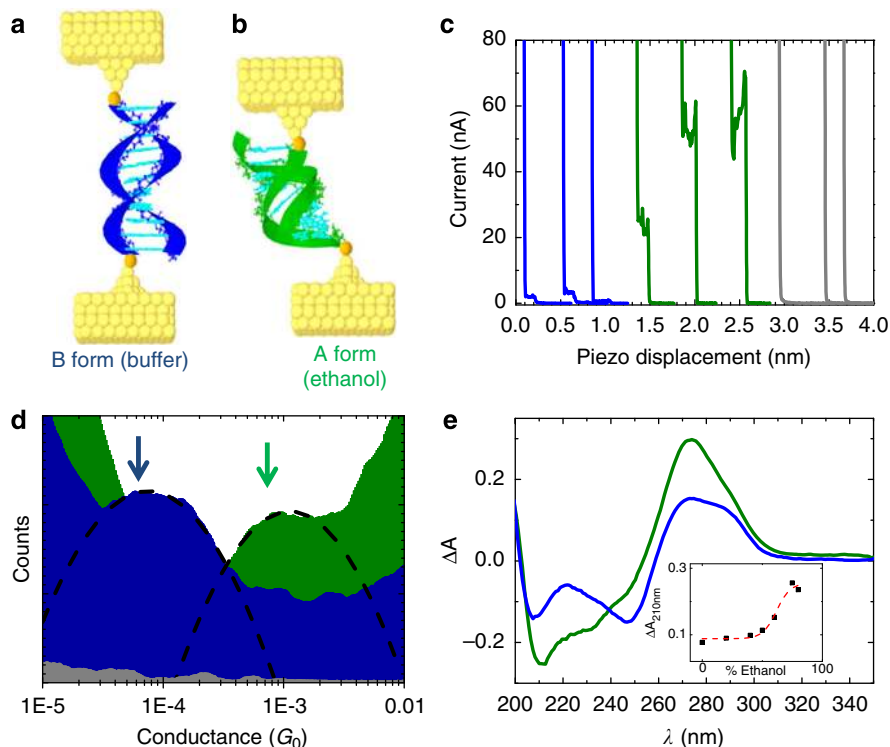 a
b
c
B form (buffer)
A form
(ethanol)
80
60
40
20
0
Current (nA)
0.0 0.5 1.0 1.5 2.0 2.5 3.0 3.5 4.0
Piezo displacement (nm)
d
Counts
1E-5 1E-4 1E-3 0.01
Conductance (G₀)
e
0.2
0.0
−0.2
ΔA
200 220 240 260 280 300 320 340
λ (nm)
0.3
0.1
ΔA210nm
0 % Ethanol 100